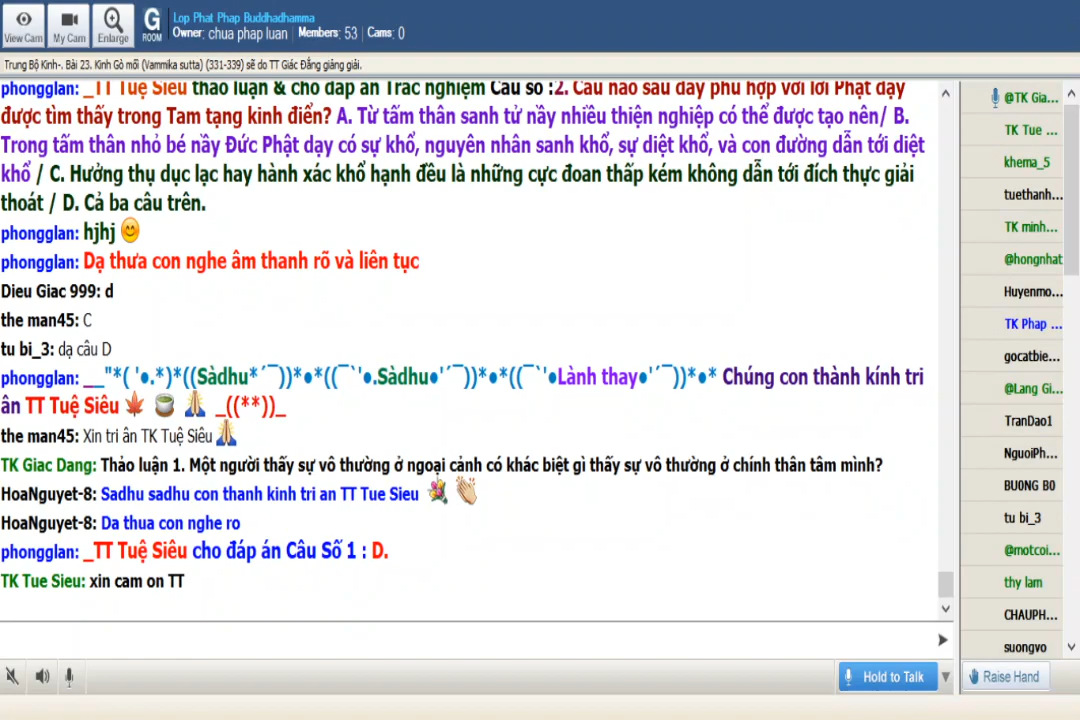 Lop Phat Phap Buddhadhamma
View Cam My Cam Enlarge G ROOM Owner: chua phap luan Members: 53 Cams: 0
Trung Bộ Kinh-. Bài 23. Kinh Gò mối (Vammika sutta) (331-339) sẽ do TT Giác Đẳng giảng giải.
phongglan: _TT Tuệ Siêu thảo luận & cho đáp án Trắc nghiệm Câu số :2. Câu nào sau đây phù hợp với lời Phật dạy
được tìm thấy trong Tam tạng kinh điển? A. Từ tấm thân sanh tử nầy nhiều thiện nghiệp có thể được tạo nên/ B.
Trong tấm thân nhỏ bé nầy Đức Phật dạy có sự khổ, nguyên nhân sanh khổ, sự diệt khổ, và con đường dẫn tới diệt
khổ / C. Hưởng thụ dục lạc hay hành xác khổ hạnh đều là những cực đoan thấp kém không dẫn tới đích thực giải
thoát / D. Cả ba câu trên.
phongglan: hjhj 😊
phongglan: Dạ thưa con nghe âm thanh rõ và liên tục
Dieu Giac 999: d
the man45: C
tu bi_3: dạ câu D
phongglan: __"*( '●.*)*((Sàdhu*´¯))*●*((¯`'●.Sàdhu●'´¯))*●*((¯`'●Lành thay●'´¯))*●* Chúng con thành kính tri
ân TT Tuệ Siêu 🍁 🍵 🙏 _((**))_
the man45: Xin tri ân TK Tuệ Siêu 🙏
TK Giac Dang: Thảo luận 1. Một người thấy sự vô thường ở ngoại cảnh có khác biệt gì thấy sự vô thường ở chính thân tâm mình?
HoaNguyet-8: Sadhu sadhu con thanh kinh tri an TT Tue Sieu 💐 👏
HoaNguyet-8: Da thua con nghe ro
phongglan: _TT Tuệ Siêu cho đáp án Câu Số 1 : D.
TK Tue Sieu: xin cam on TT
@TK Gia...
TK Tue ...
khema_5
tuethanh...
TK minh...
@hongnhat
Huyenmo...
TK Phap ...
gocatbie...
@Lang Gi...
TranDao1
NguoiPh...
BUONG BO
tu bi_3
@motcoi...
thy lam
CHAUPH...
suongvo
Hold to Talk
Raise Hand